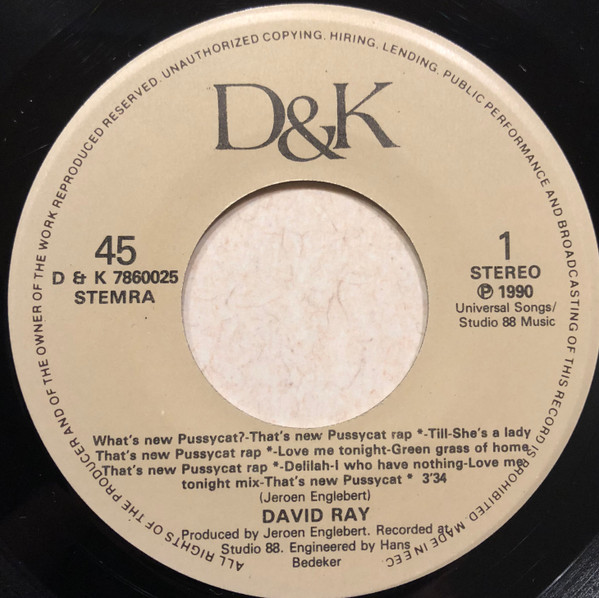 ALL RIGHTS OF THE PRODUCER AND OF THE OWNER OF THE WORK REPRODUCED RESERVED. UNAUTHORIZED COPYING. HIRING. LENDING. PUBLIC PERFORMANCE AND BROADCASTING OF THIS RECORD IS PROHIBITED MADE IN EEC.
D&K
45
D & K 7860025
STEMRA
1
STEREO
℗ 1990
Universal Songs/
Studio 88 Music
What's new Pussycat?-That's new Pussycat rap *-Till-She's a lady
That's new Pussycat rap *-Love me tonight-Green grass of home
That's new Pussycat rap *-Delilah-I who have nothing-Love me
tonight mix-That's new Pussycat * 3'34
(Jeroen Englebert)
DAVID RAY
Produced by Jeroen Englebert. Recorded at
Studio 88. Engineered by Hans
Bedeker